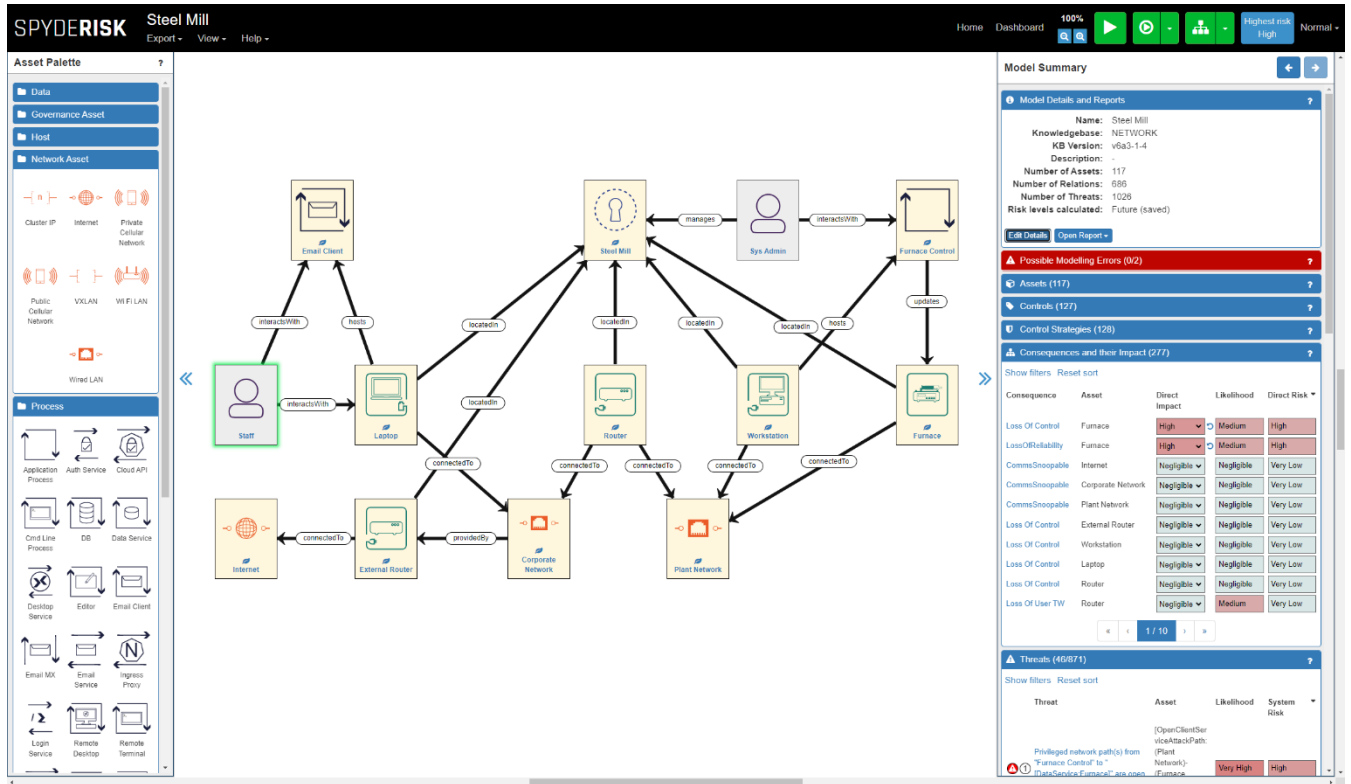 SPYDERISK
Steel Mill
Export
View
Help
Home
Dashboard
100%
Highest risk
High
Normal
Asset Palette
?
Data
Governance Asset
Host
Network Asset
Cluster IP
Internet
Private
Cellular
Network
Public
Cellular
Network
VXLAN
Wi Fi LAN
Wired LAN
Process
Application
Process
Auth Service
Cloud API
Cmd Line
Process
DB
Data Service
Desktop
Service
Editor
Email Client
Email MX
Email
Service
Ingress
Proxy
Login
Service
Remote
Desktop
Remote
Terminal
Email Client
Steel Mill
manages
Sys Admin
interactsWith
Furnace Control
updates
interactsWith
hosts
locatedIn
locatedIn
locatedIn
locatedIn
hosts
Staff
interactsWith
Laptop
locatedIn
Router
Workstation
Furnace
connectedTo
connectedTo
connectedTo
connectedTo
connectedTo
Internet
connectedTo
External Router
providedBy
Corporate
Network
Plant Network
Model Summary
Model Details and Reports
?
Name: Steel Mill
Knowledgebase: NETWORK
KB Version: v6a3-1-4
Description: -
Number of Assets: 117
Number of Relations: 686
Number of Threats: 1026
Risk levels calculated: Future (saved)
Edit Details
Open Report
Possible Modelling Errors (0/2)
?
Assets (117)
?
Controls (127)
?
Control Strategies (128)
?
Consequences and their Impact (277)
?
Show filters Reset sort
Consequence Asset Direct Impact Likelihood Direct Risk
Loss Of Control Furnace High Medium High
LossOfReliability Furnace High Medium High
CommsSnoopable Internet Negligible Negligible Very Low
CommsSnoopable Corporate Network Negligible Negligible Very Low
CommsSnoopable Plant Network Negligible Negligible Very Low
Loss Of Control External Router Negligible Negligible Very Low
Loss Of Control Workstation Negligible Negligible Very Low
Loss Of Control Laptop Negligible Negligible Very Low
Loss Of Control Router Negligible Negligible Very Low
Loss Of User TW Router Negligible Medium Very Low
« ‹ 1 / 10 › »
Threats (46/871)
?
Show filters Reset sort
Threat Asset Likelihood System Risk
1
Privileged network path(s) from
"Furnace Control" to "
[DataService:Furnace]" are open
[OpenClientSer
viceAttackPath:
(Plant
Network)-
(Furnace
Very High
High